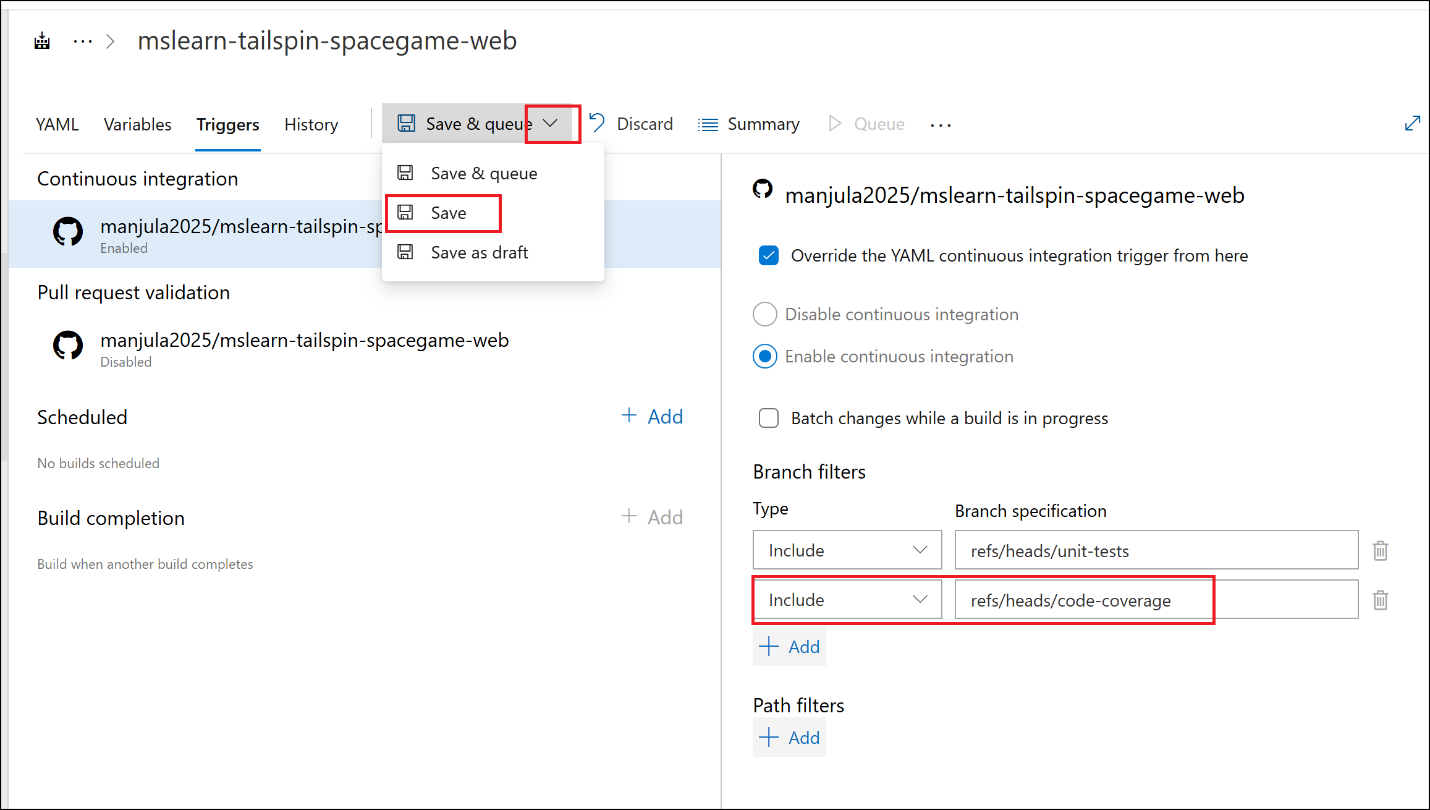 ··· > mslearn-tailspin-spacegame-web
YAML Variables Triggers History Save & queue Discard Summary Queue ···
Continuous integration
manjula2025/mslearn-tailspin-sp
Enabled
Save & queue
Save
Save as draft
Pull request validation
manjula2025/mslearn-tailspin-spacegame-web
Disabled
Scheduled
+ Add
No builds scheduled
Build completion
+ Add
Build when another build completes
manjula2025/mslearn-tailspin-spacegame-web
Override the YAML continuous integration trigger from here
Disable continuous integration
Enable continuous integration
Batch changes while a build is in progress
Branch filters
Type Branch specification
Include refs/heads/unit-tests
Include refs/heads/code-coverage
+ Add
Path filters
+ Add